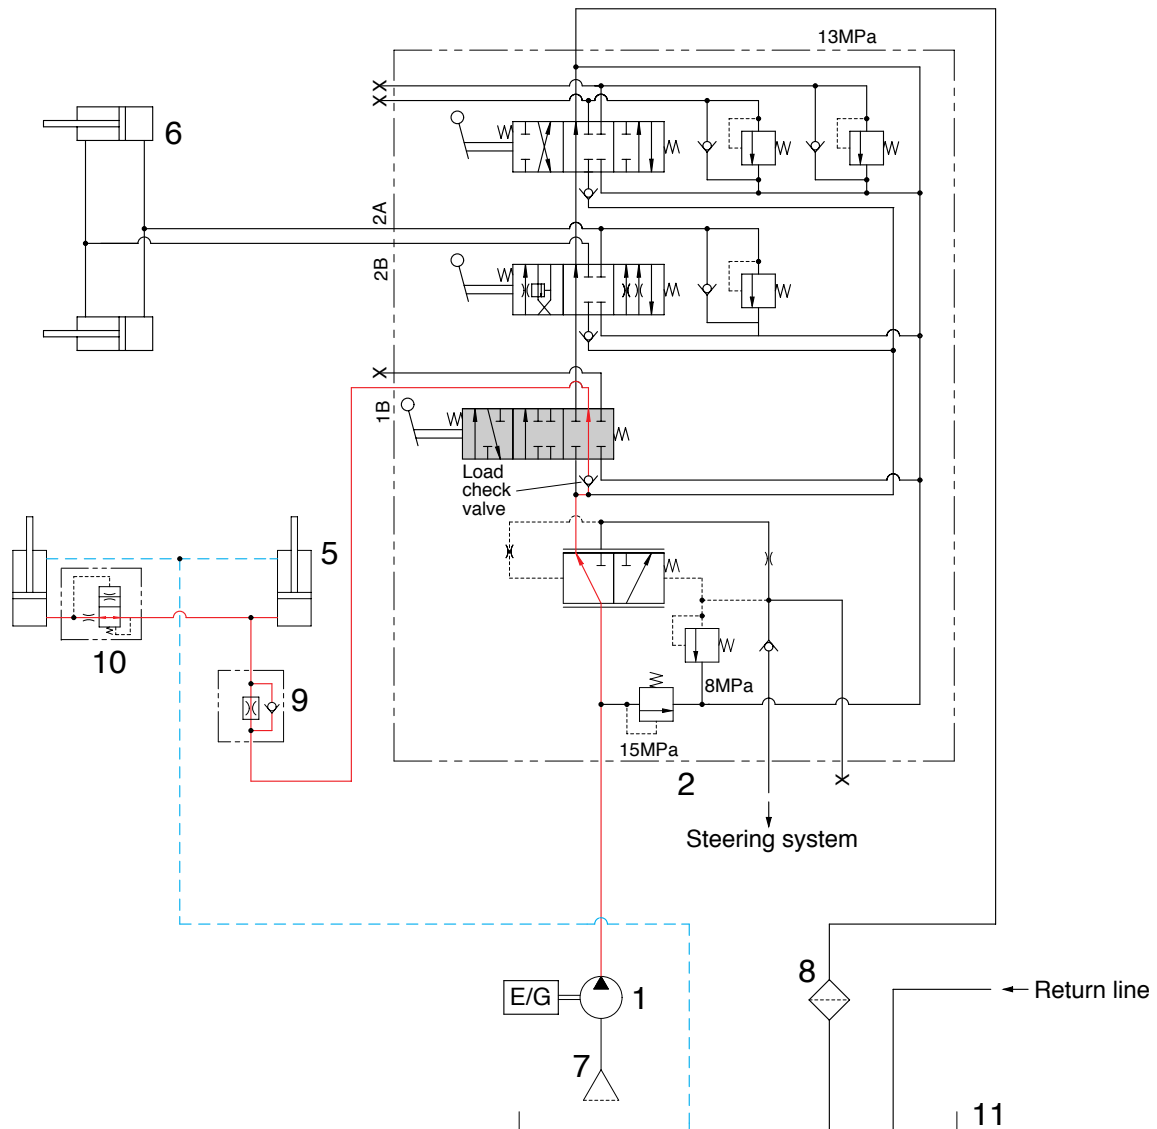 13MPa
6
2A
2B
1B
Load
check
valve
5
10
9
8MPa
15MPa
2
Steering system
8
E/G
1
Return line
7
11